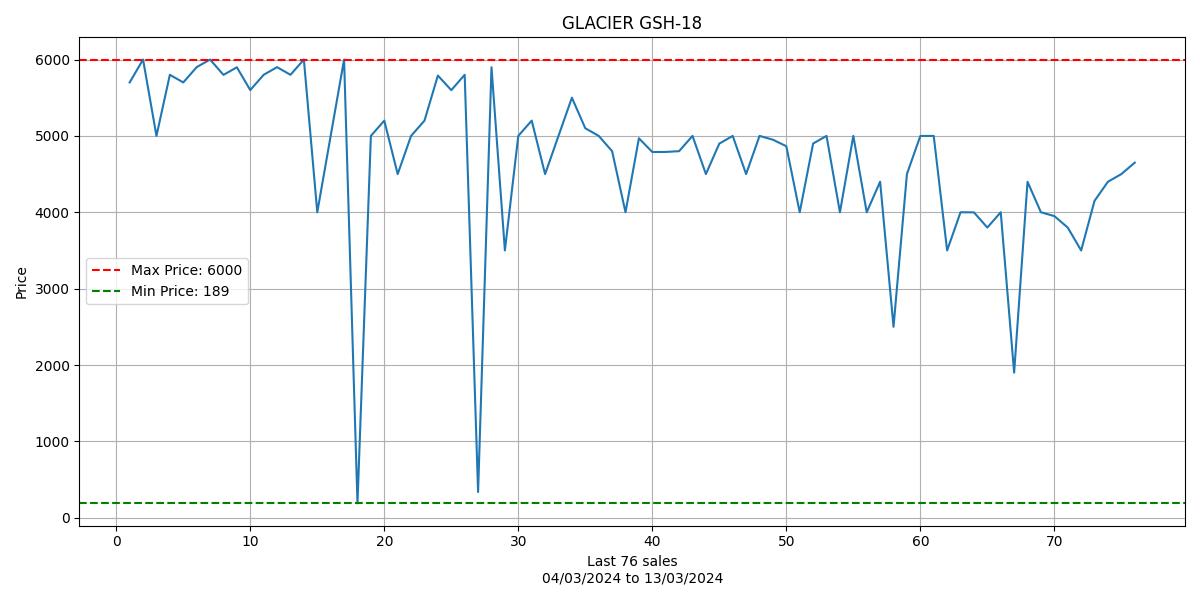 GLACIER GSH-18
6000
5000
4000
3000
2000
1000
0
Price
Max Price: 6000
Min Price: 189
0 10 20 30 40 50 60 70
Last 76 sales
04/03/2024 to 13/03/2024